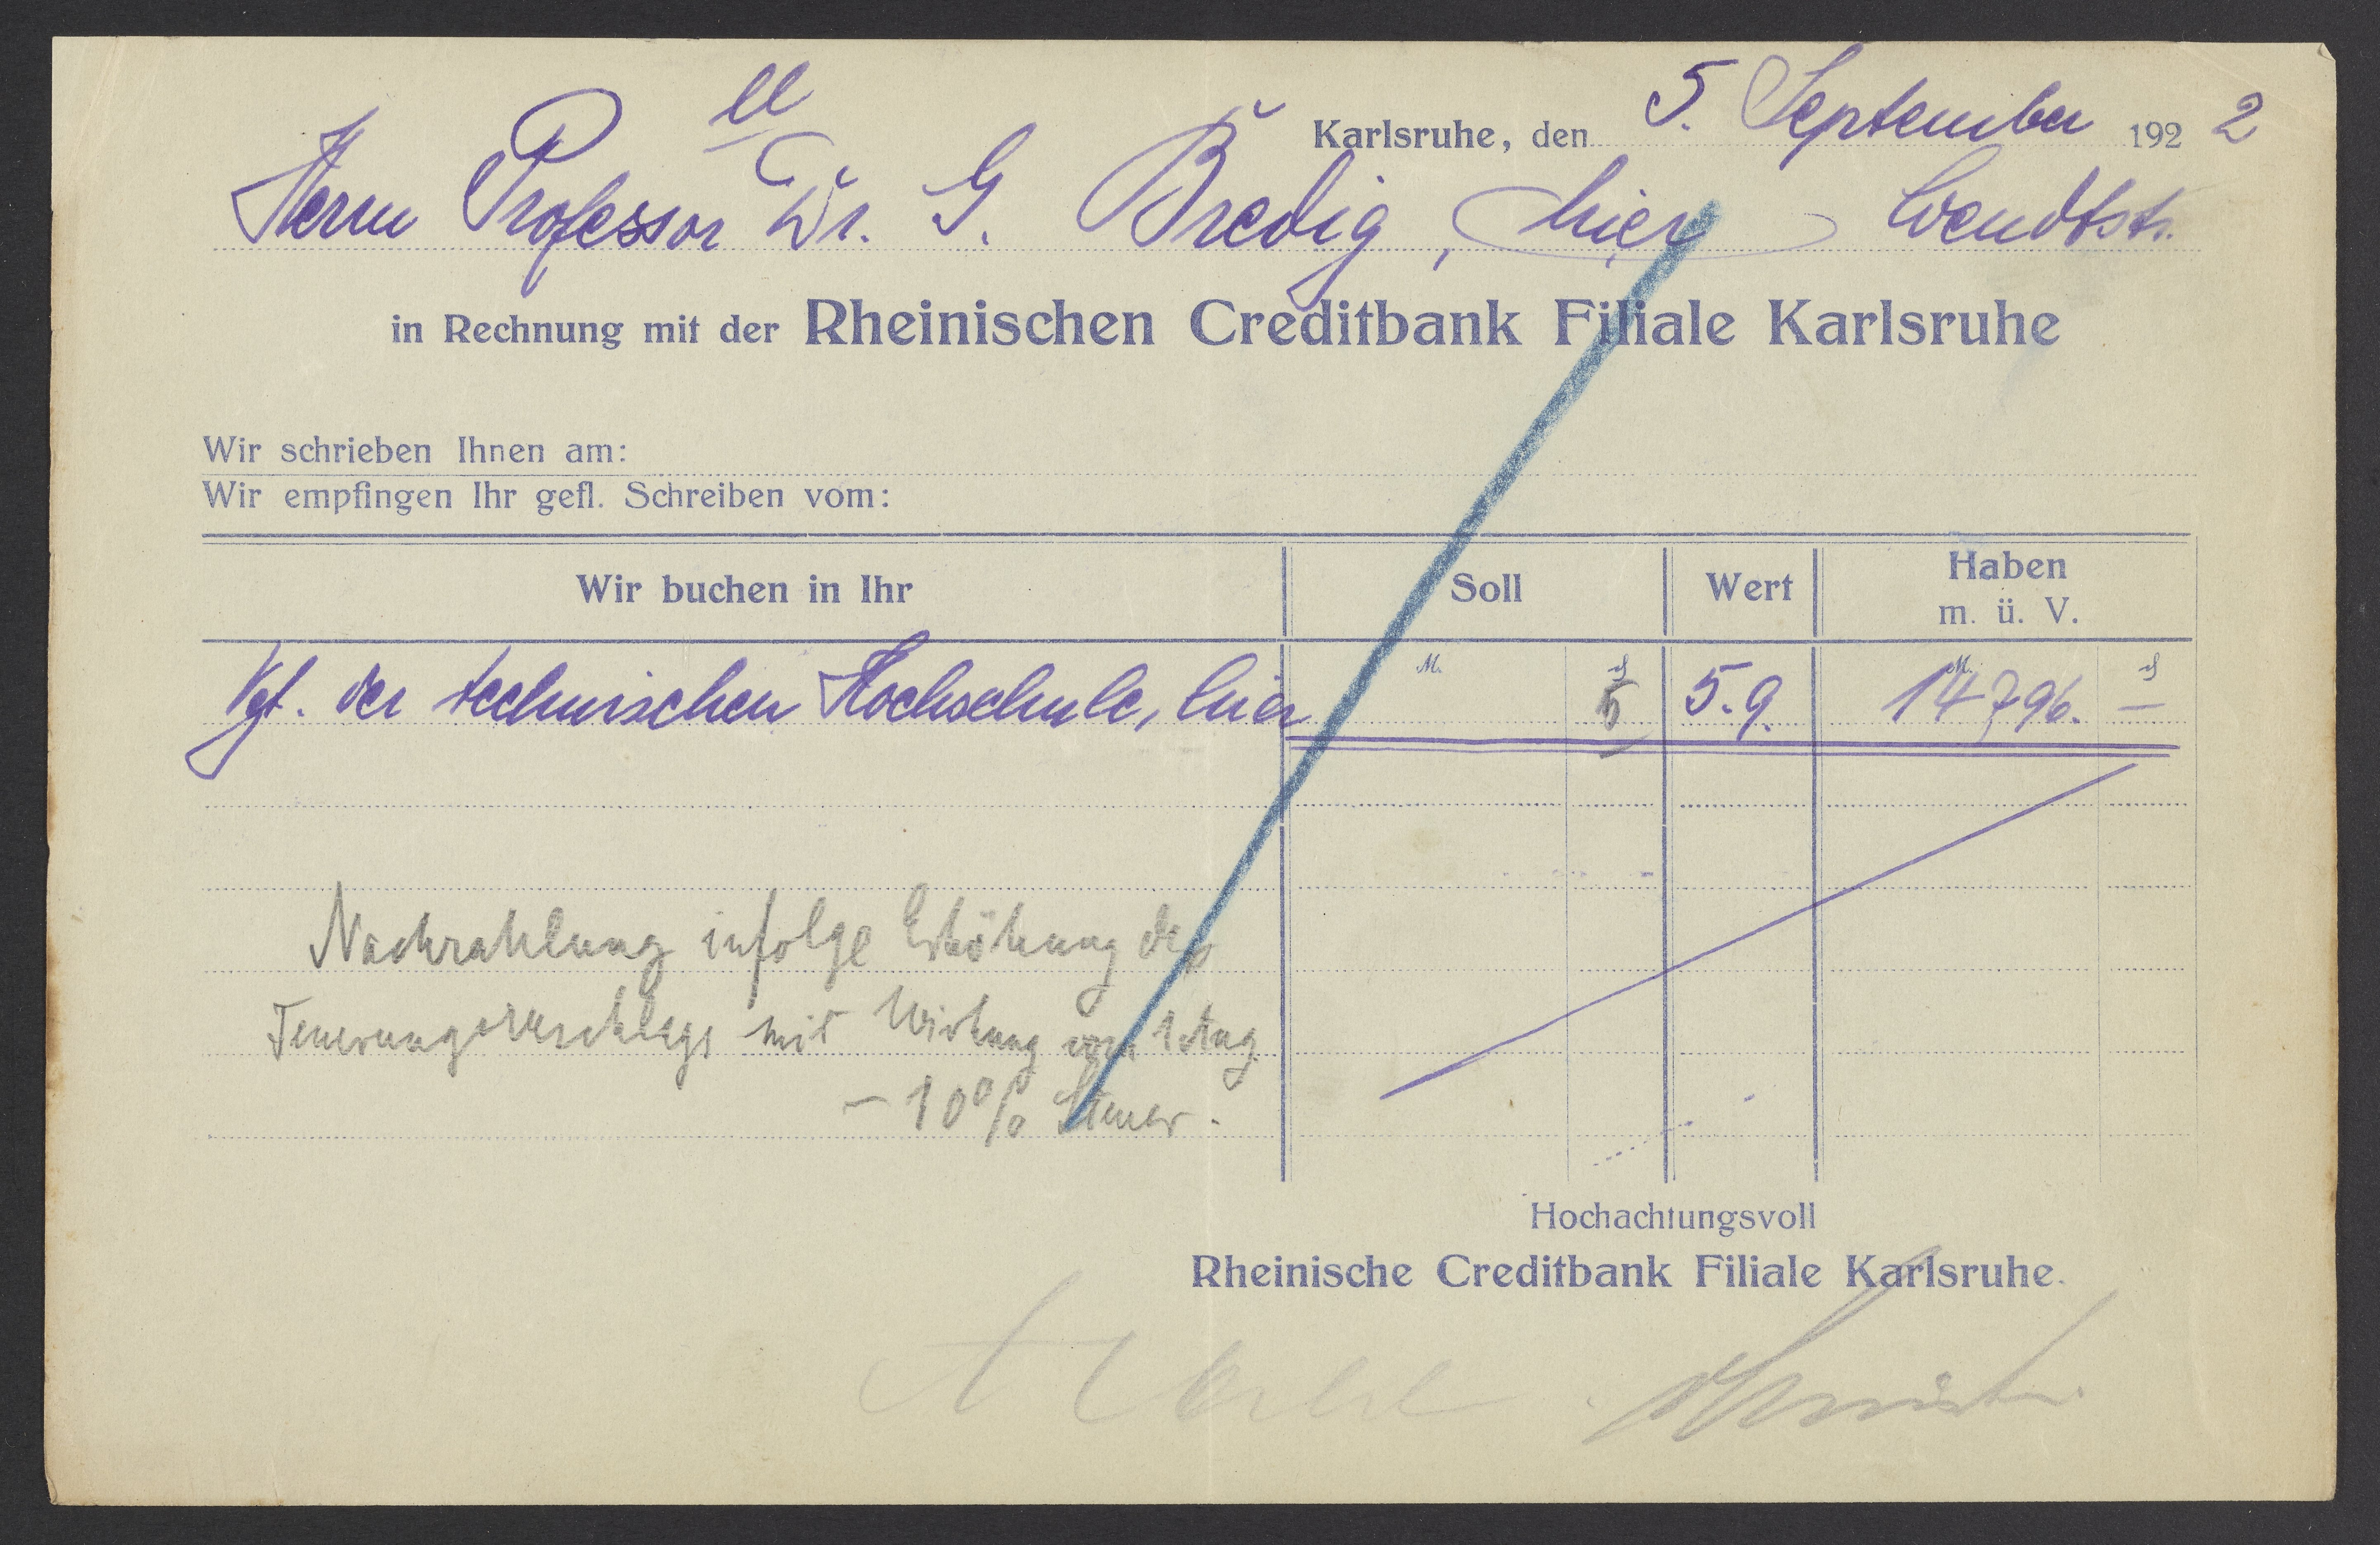 Karlsruhe, den 5. September 1922
Herrn Professor Dr. G. Bredig, hier, Wendtstr.
in Rechnung mit der Rheinischen Creditbank Filiale Karlsruhe
Wir schrieben Ihnen am:
Wir empfingen Ihr gefl. Schreiben vom:
Wir buchen in Ihr Soll Wert Haben
m. ü. V.
Vgt. der technischen Hochschule, hier 5.9. 14796. —
Nachzahlung infolge Erhöhung des
Teuerungszuschlags mit Wirkung vom 1 Aug
- 10% Steuer.
Hochachtungsvoll
Rheinische Creditbank Filiale Karlsruhe.